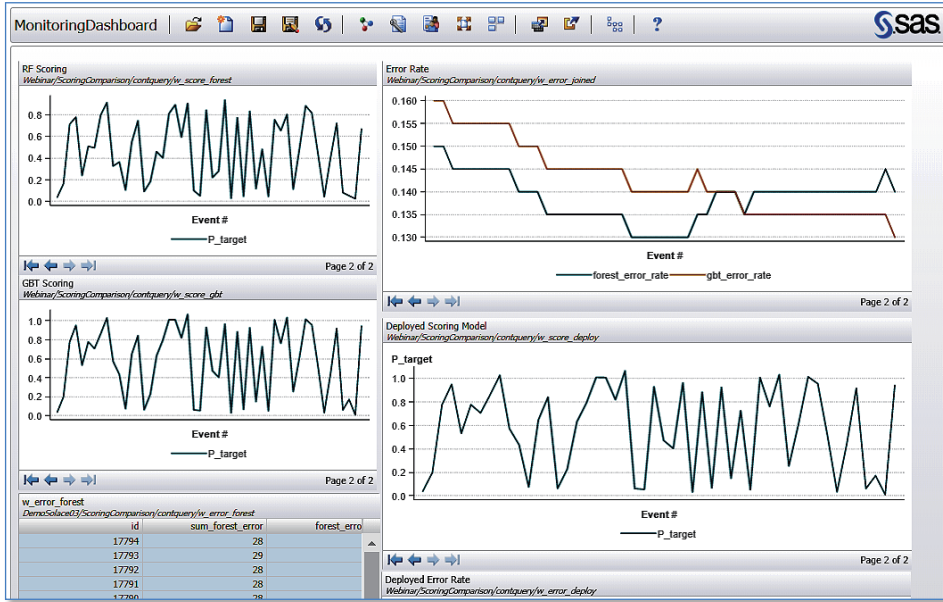 MonitoringDashboard
?
sas
RF Scoring
Webinar/ScoringComparison/contquery/w_score_forest
0.8
0.6
0.4
0.2
0.0
Event #
P_target
Page 2 of 2
GBT Scoring
Webinar/ScoringComparison/contquery/w_score_gbt
1.0
0.8
0.6
0.4
0.2
0.0
Event #
P_target
Page 2 of 2
w_error_forest
DemoSolace03/ScoringComparison/contquery/w_error_forest
id sum_forest_error forest_erro
17794 28
17793 29
17792 28
17791 28
17790 28
Error Rate
Webinar/ScoringComparison/contquery/w_error_joined
0.160
0.155
0.150
0.145
0.140
0.135
0.130
Event #
forest_error_rate gbt_error_rate
Page 2 of 2
Deployed Scoring Model
Webinar/ScoringComparison/contquery/w_score_deploy
P_target
1.0
0.8
0.6
0.4
0.2
0.0
Event #
P_target
Page 2 of 2
Deployed Error Rate
Webinar/ScoringComparison/contquery/w_error_deploy